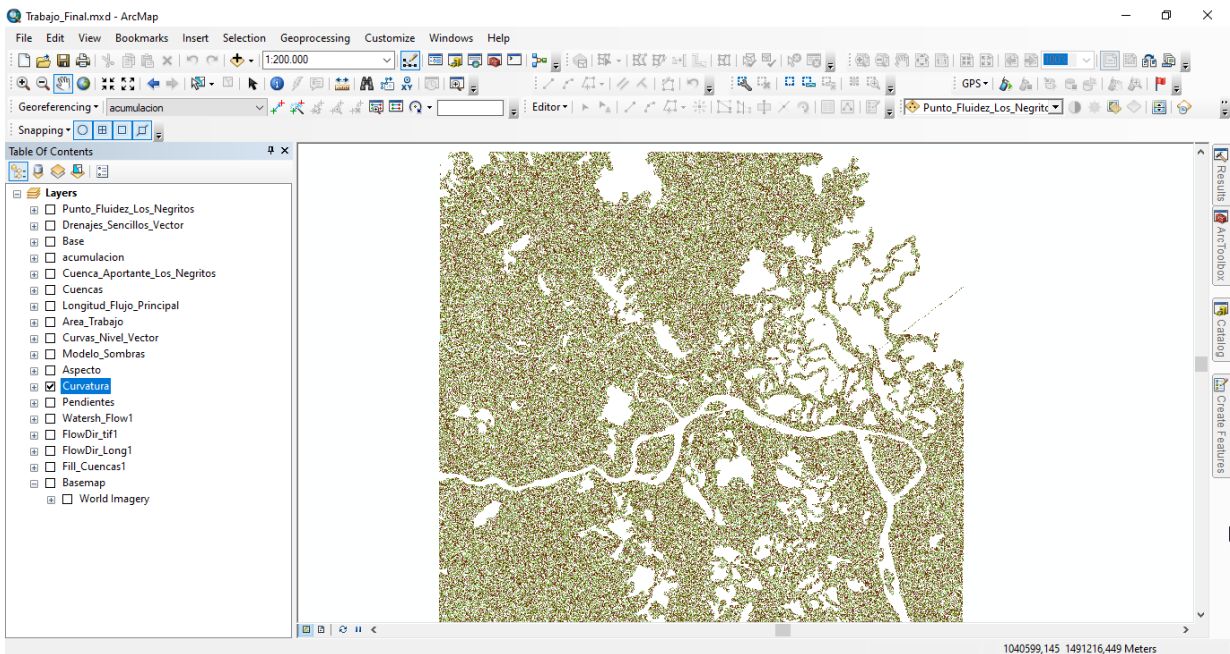 Trabajo_Final.mxd - ArcMap
File Edit View Bookmarks Insert Selection Geoprocessing Customize Windows Help
1:200.000
GPS
Georeferencing acumulacion Editor Punto_Fluidez_Los_Negritc
Snapping
Table Of Contents
Layers
Punto_Fluidez_Los_Negritos
Drenajes_Sencillos_Vector
Base
acumulacion
Cuenca_Aportante_Los_Negritos
Cuencas
Longitud_Flujo_Principal
Area_Trabajo
Curvas_Nivel_Vector
Modelo_Sombras
Aspecto
Curvatura
Pendientes
Watersh_Flow1
FlowDir_tif1
FlowDir_Long1
Fill_Cuencas1
Basemap
World Imagery
Results
ArcToolbox
Catalog
Create Features
1040599,145 1491216,449 Meters